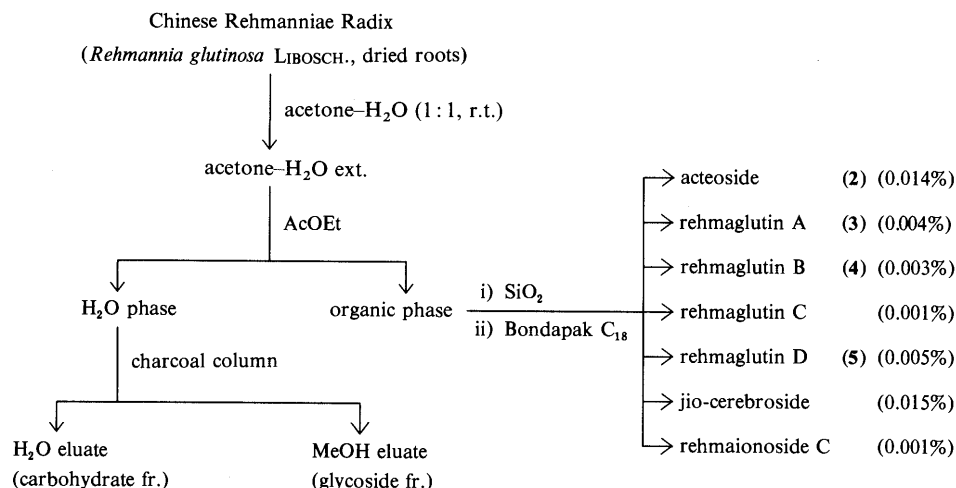 Chinese Rehmanniae Radix
(Rehmannia glutinosa LIBOSCH., dried roots)
acetone–H₂O (1 : 1, r.t.)
acetone–H₂O ext.
AcOEt
H₂O phase
organic phase
i) SiO₂
ii) Bondapak C₁₈
acteoside (2) (0.014%)
rehmaglutin A (3) (0.004%)
rehmaglutin B (4) (0.003%)
rehmaglutin C (0.001%)
rehmaglutin D (5) (0.005%)
jio-cerebroside (0.015%)
rehmaionoside C (0.001%)
charcoal column
H₂O eluate
(carbohydrate fr.)
MeOH eluate
(glycoside fr.)